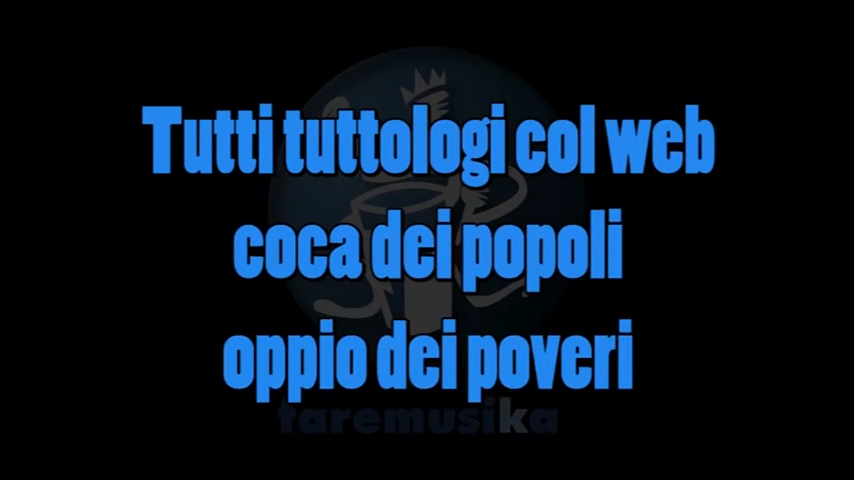 Tutti tuttologi col web
coca dei popoli
oppio dei poveri
faremusika